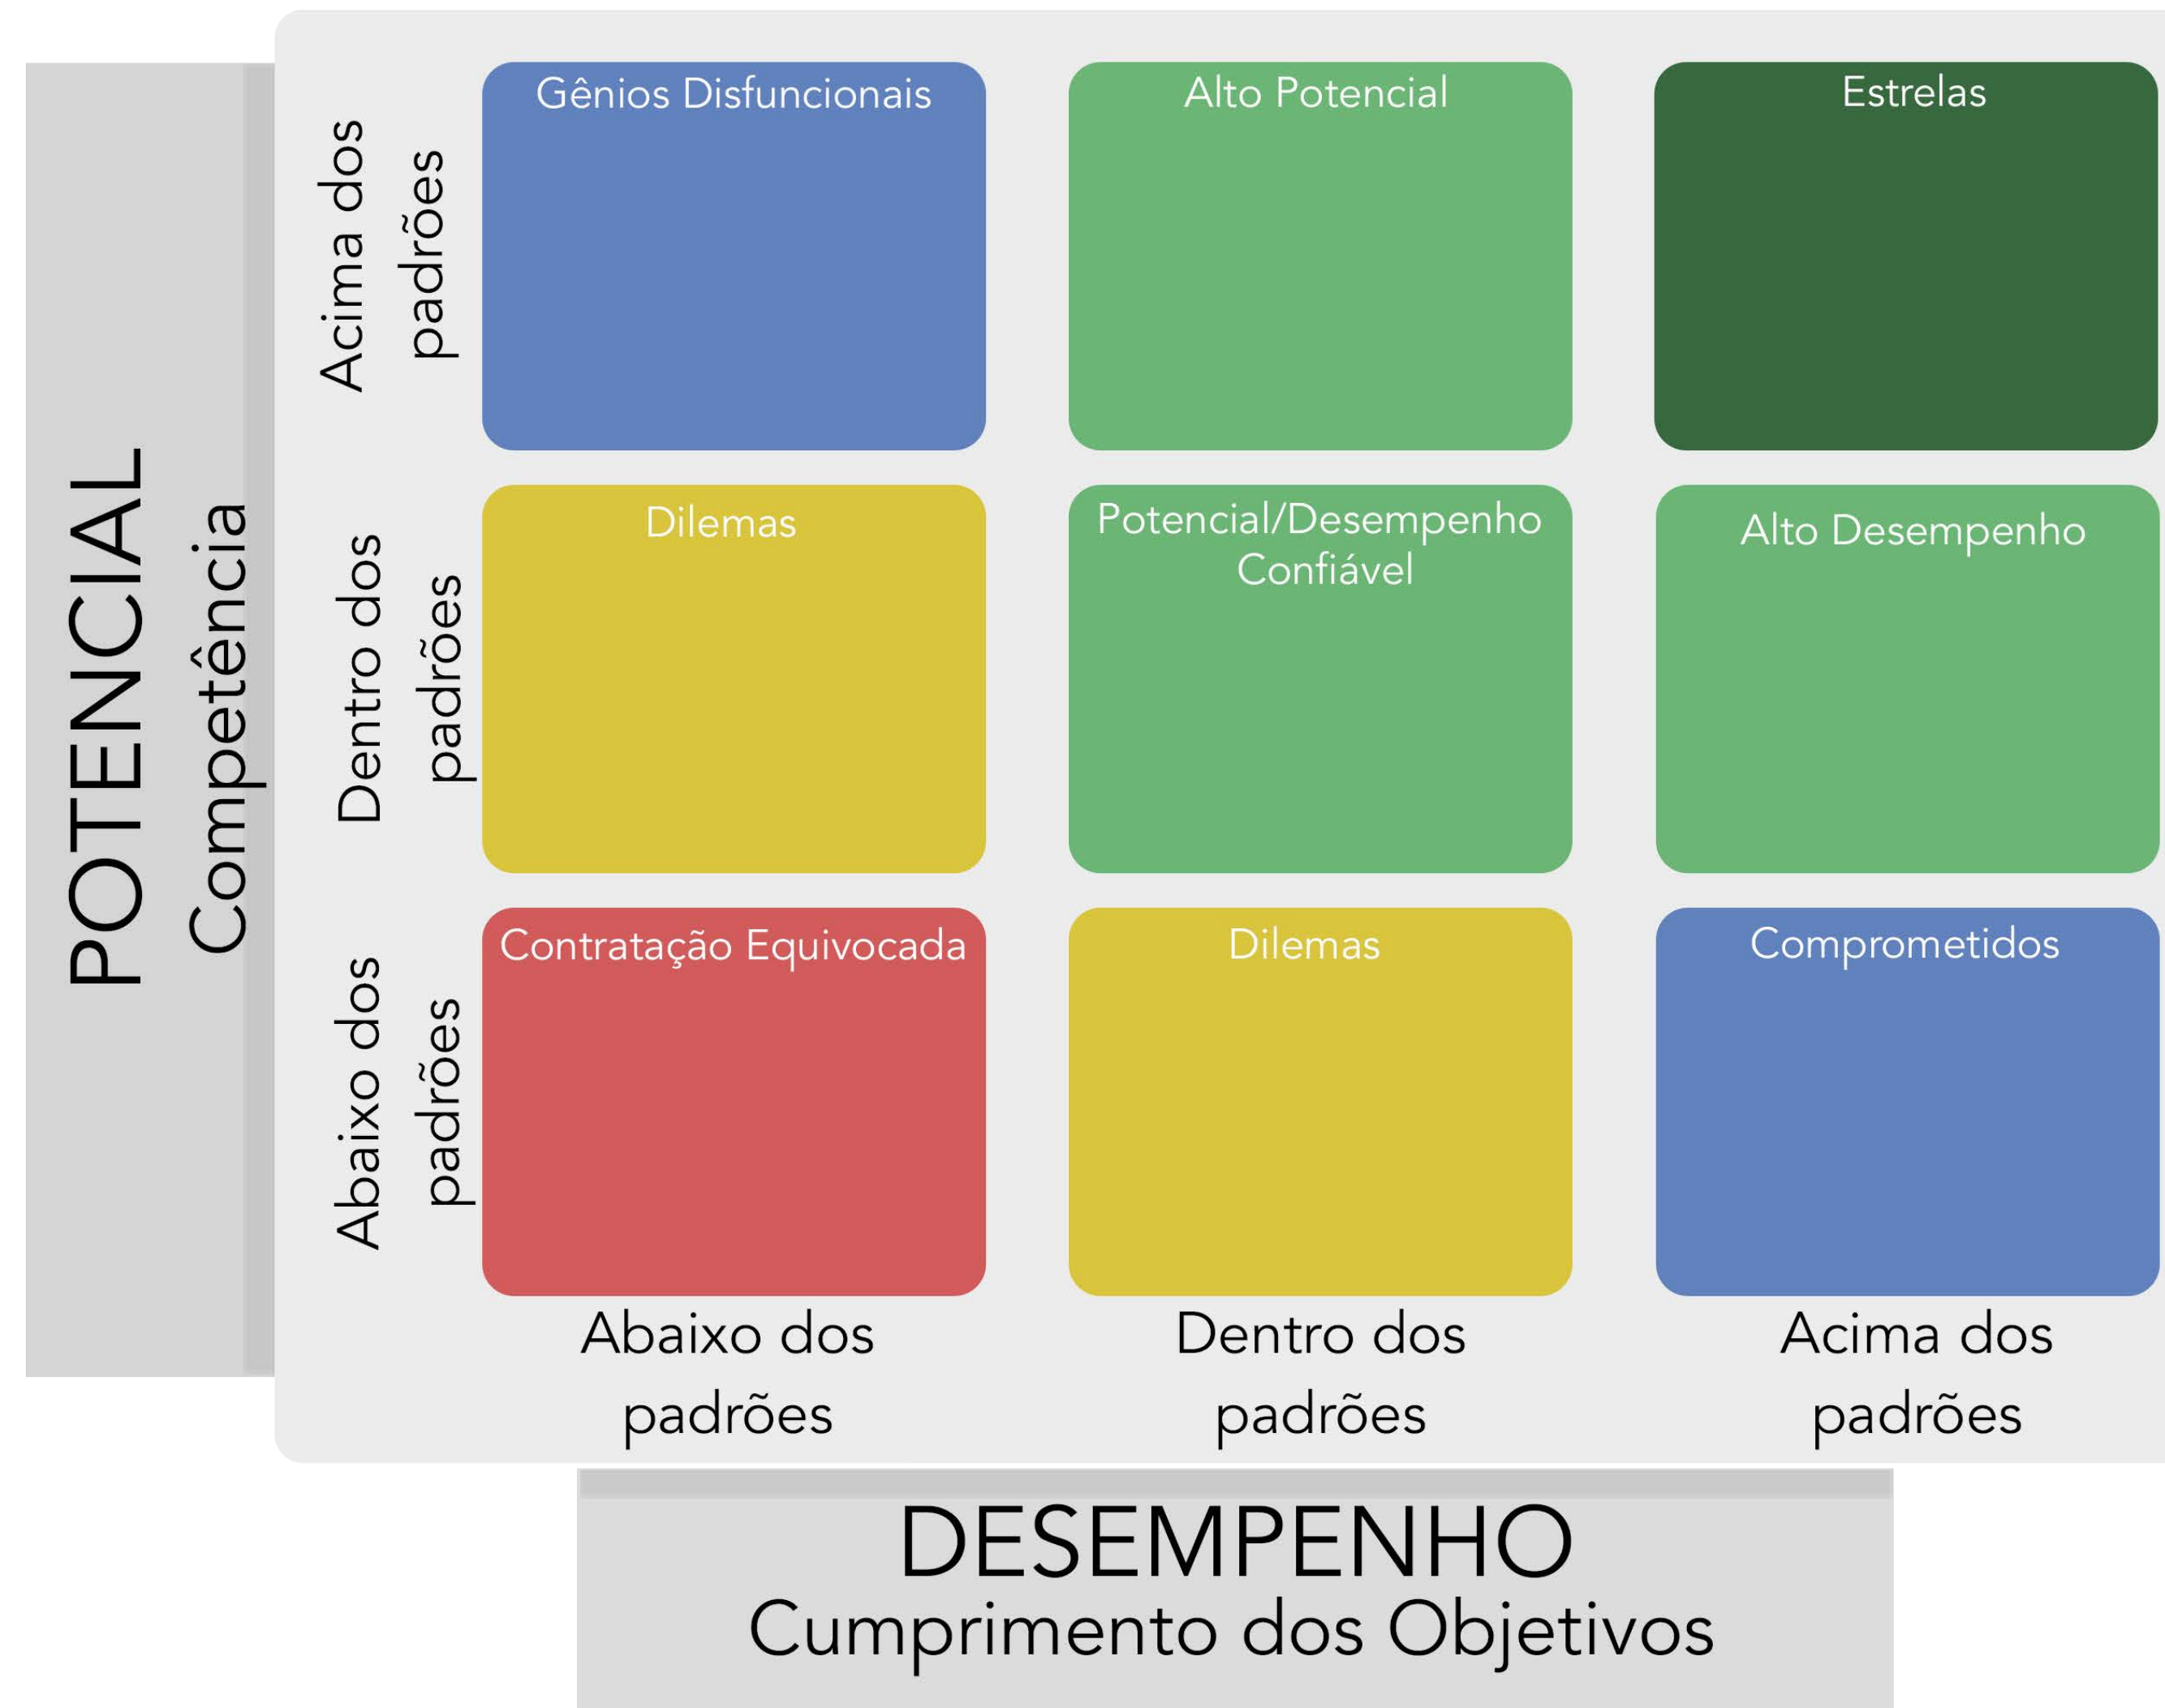 POTENCIAL
Competência
Acima dos
padrões
Gênios Disfuncionais
Alto Potencial
Estrelas
Dentro dos
padrões
Dilemas
Potencial/Desempenho
Confiável
Alto Desempenho
Abaixo dos
padrões
Contratação Equivocada
Dilemas
Comprometidos
Abaixo dos
padrões
Dentro dos
padrões
Acima dos
padrões
DESEMPENHO
Cumprimento dos Objetivos